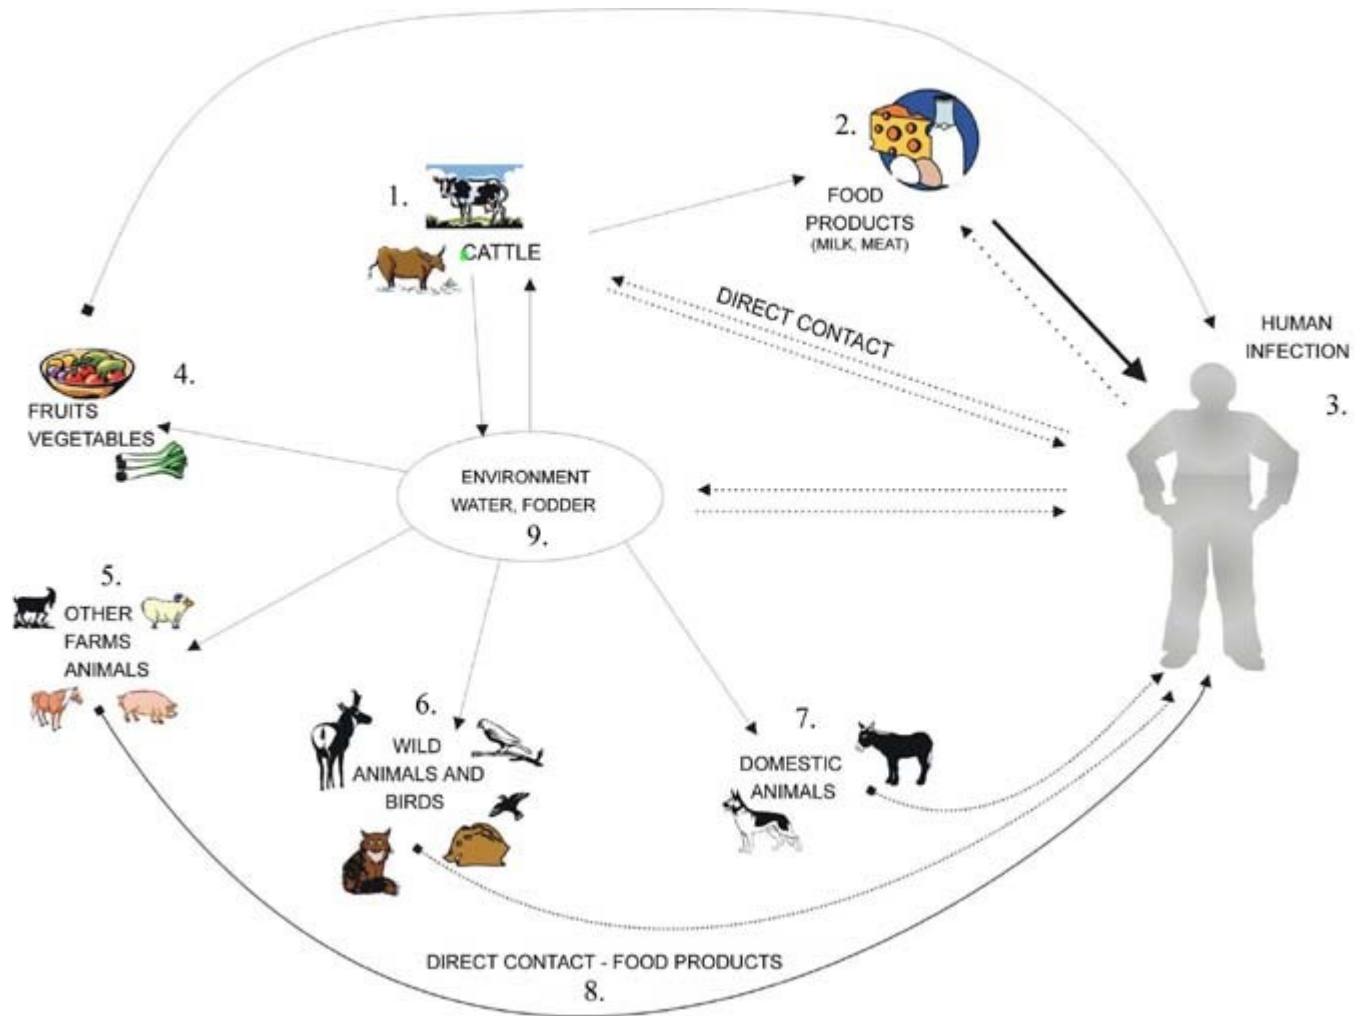 2.
1.
CATTLE
FOOD
PRODUCTS
(MILK, MEAT)
DIRECT CONTACT
HUMAN
INFECTION
3.
4.
FRUITS
VEGETABLES
ENVIRONMENT
WATER, FODDER
9.
5.
OTHER
FARMS
ANIMALS
6.
WILD
ANIMALS AND
BIRDS
7.
DOMESTIC
ANIMALS
DIRECT CONTACT - FOOD PRODUCTS
8.